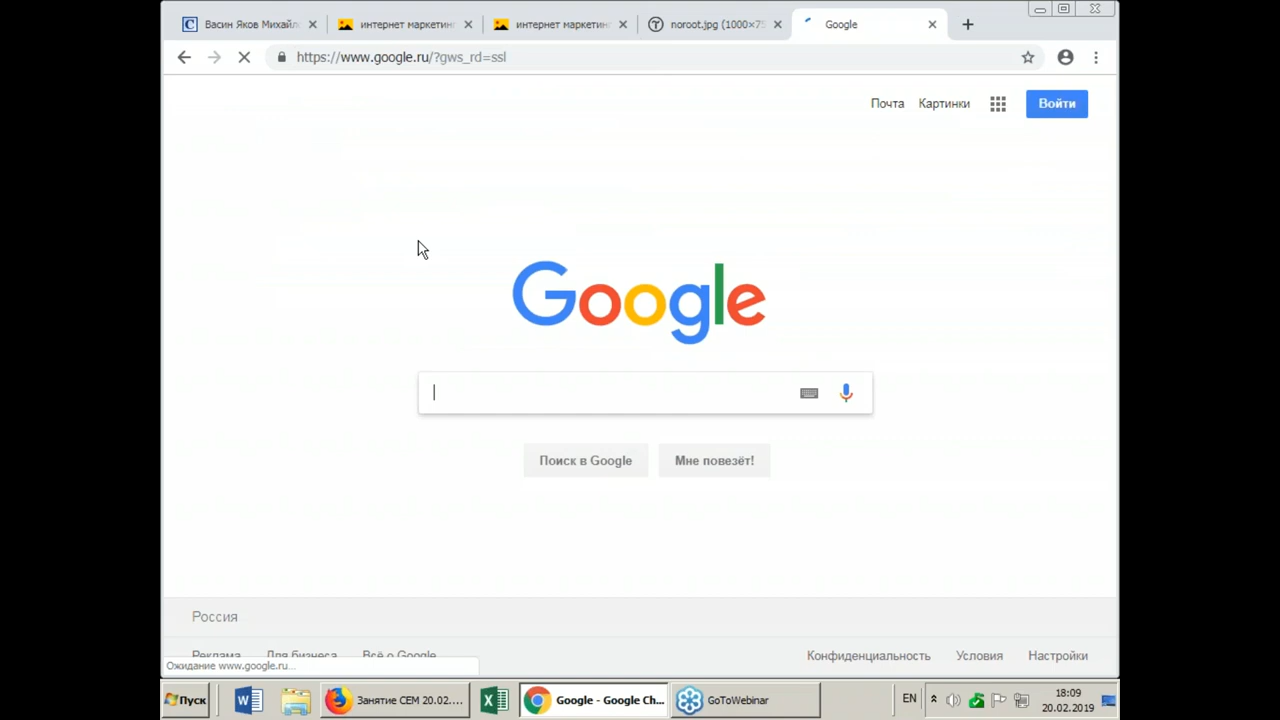 Васин Яков Михайл
интернет маркетинг
интернет маркетинг
noroot.jpg (1000×75
Google
https://www.google.ru/?gws_rd=ssl
Почта
Картинки
Войти
Google
Поиск в Google
Мне повезёт!
Россия
Реклама
Для бизнеса
Всё о Google
Конфиденциальность
Условия
Настройки
Ожидание www.google.ru...
Пуск
Занятие СЕМ 20.02....
Google - Google Ch...
GoToWebinar
EN
18:09
20.02.2019